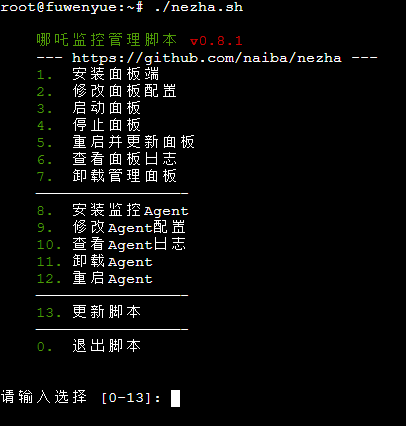 root@fuwenyue:~# ./nezha.sh
哪吒监控管理脚本 v0.8.1
--- https://github.com/naiba/nezha ---
1. 安装面板端
2. 修改面板配置
3. 启动面板
4. 停止面板
5. 重启并更新面板
6. 查看面板日志
7. 卸载管理面板
8. 安装监控Agent
9. 修改Agent配置
10. 查看Agent日志
11. 卸载Agent
12. 重启Agent
13. 更新脚本
0. 退出脚本
请输入选择 [0-13]: